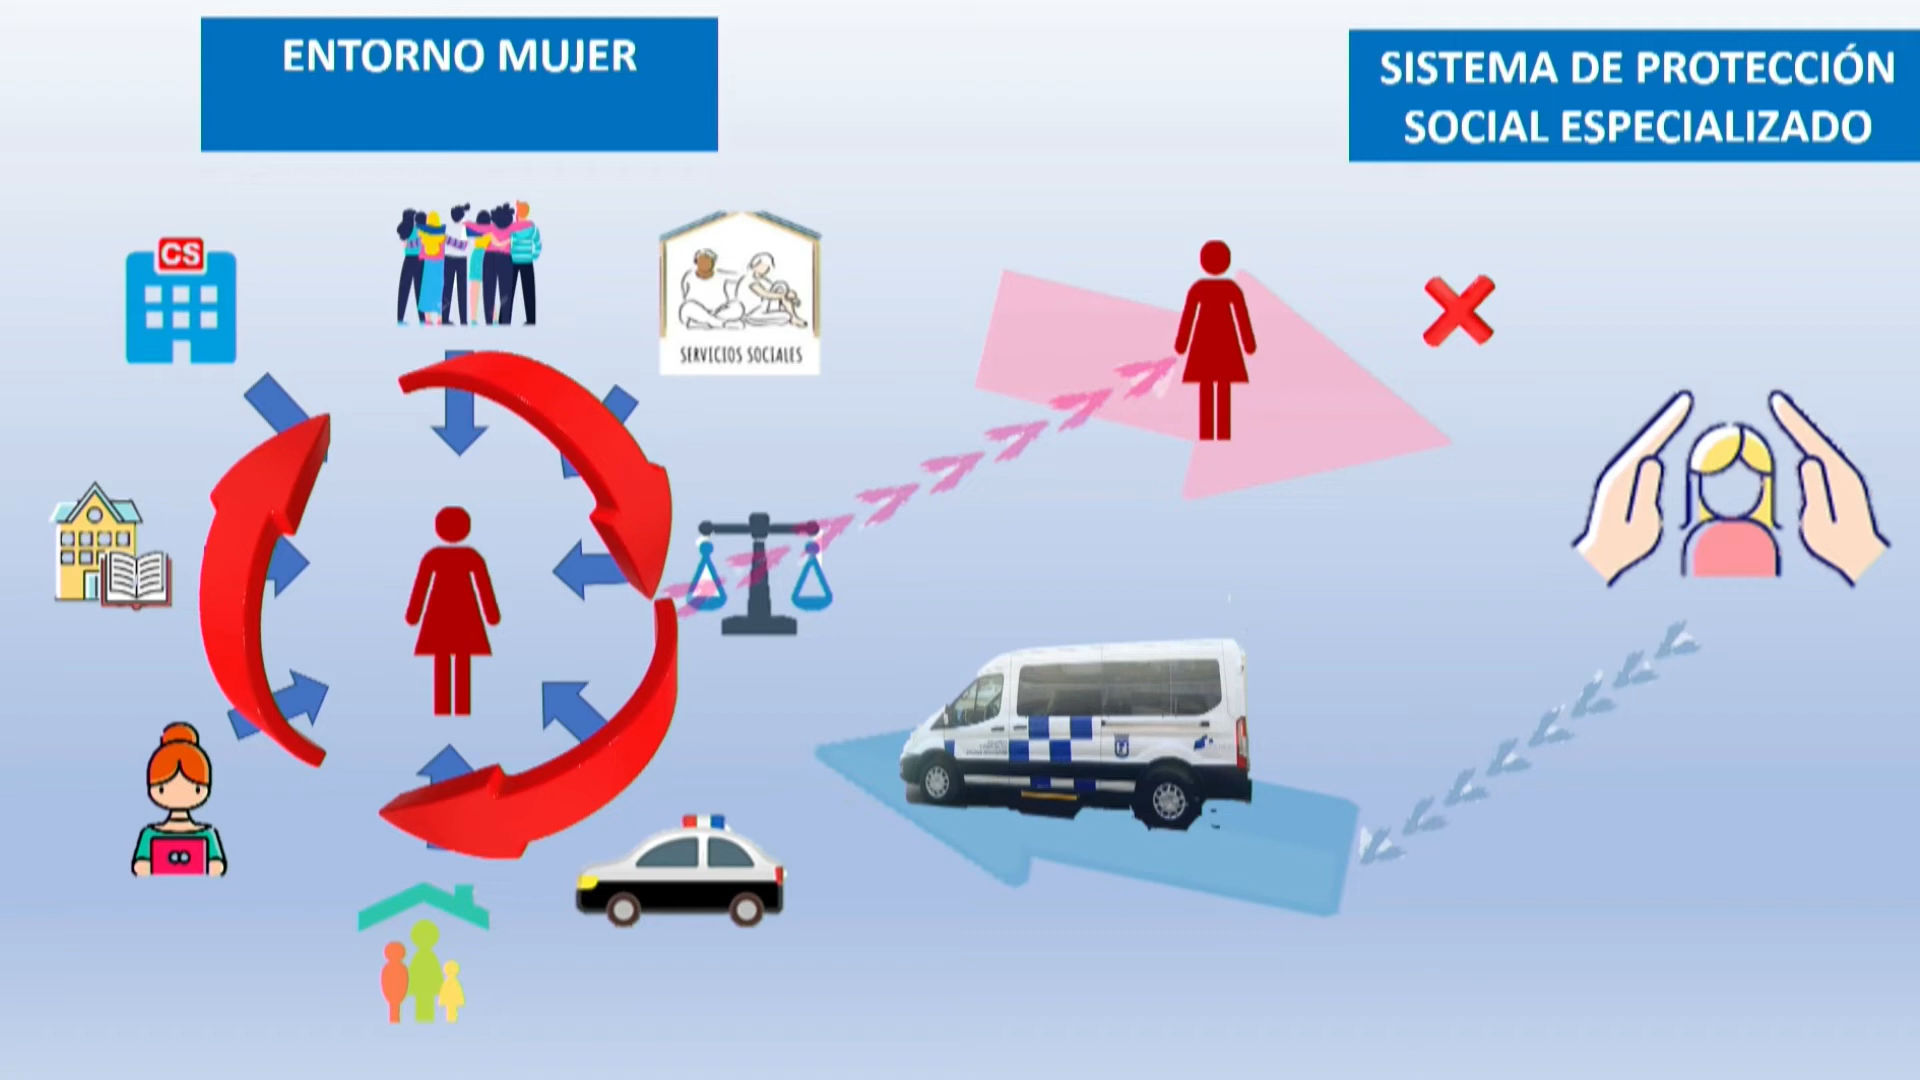 ENTORNO MUJER
SISTEMA DE PROTECCIÓN
SOCIAL ESPECIALIZADO
CS
SERVICIOS SOCIALES